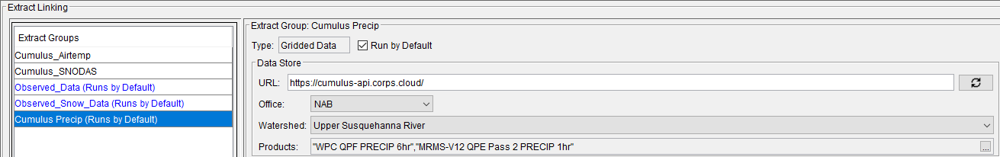 Extract Linking
Extract Groups
Cumulus_Airtemp
Cumulus_SNODAS
Observed_Data (Runs by Default)
Observed_Snow_Data (Runs by Default)
Cumulus Precip (Runs by Default)
Extract Group: Cumulus Precip
Type: Gridded Data Run by Default
Data Store
URL: https://cumulus-api.corps.cloud/
Office: NAB
Watershed: Upper Susquehanna River
Products: "WPC QPF PRECIP 6hr","MRMS-V12 QPE Pass 2 PRECIP 1hr" ...